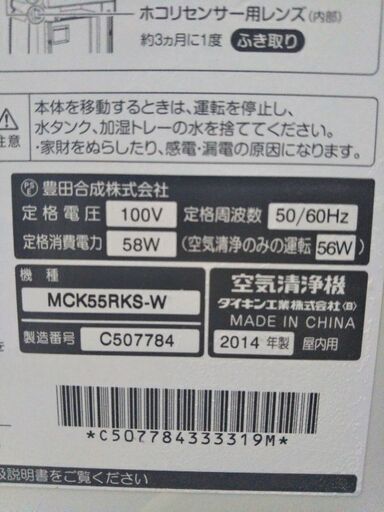 ホコリセンサー用レンズ(内部)
約3ヵ月に1度 ふき取り
注意
本体を移動するときは、運転を停止し、
水タンク、加湿トレーの水を捨ててください。
・家財をぬらしたり、感電・漏電の原因になります。
PSE 豊田合成株式会社
定格電圧 100V 定格周波数 50/60Hz
定格消費電力 58W (空気清浄のみの運転 56W)
機種 MCK55RKS-W
製造番号 C507784
空気清浄機
ダイキン工業株式会社
MADE IN CHINA
2014 年製 屋内用
を
*C507784333319M*
扱説明書をご覧ください